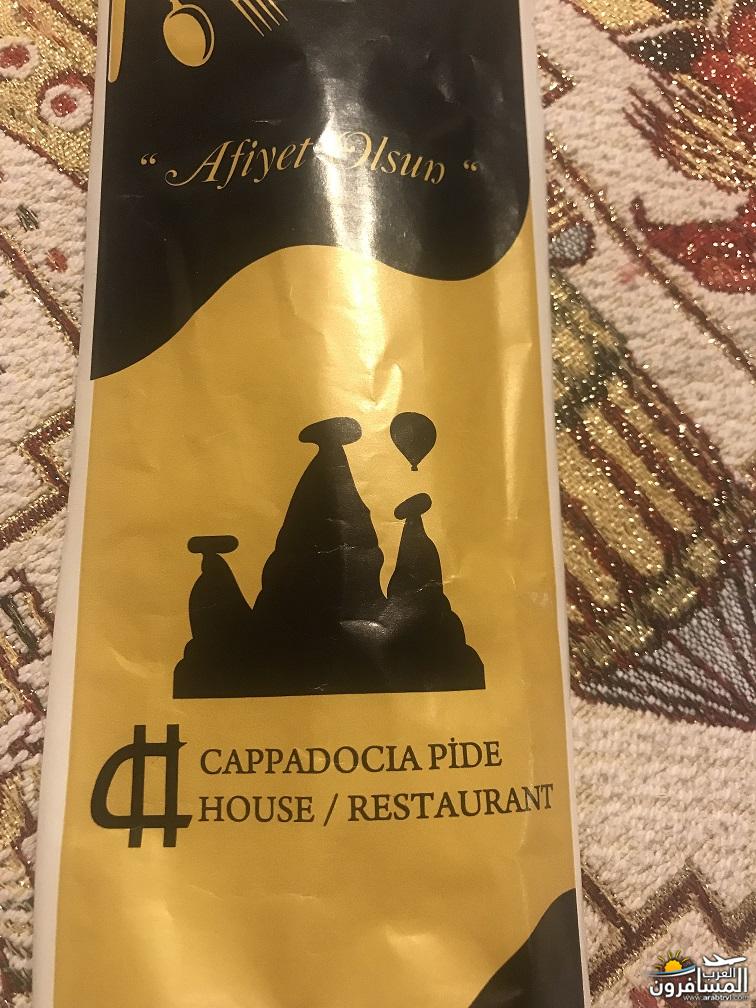 “ Afiyet Olsun “
CAPPADOCIA PİDE
HOUSE / RESTAURANT
العرب
المسافرون
www.arabtrvl.com